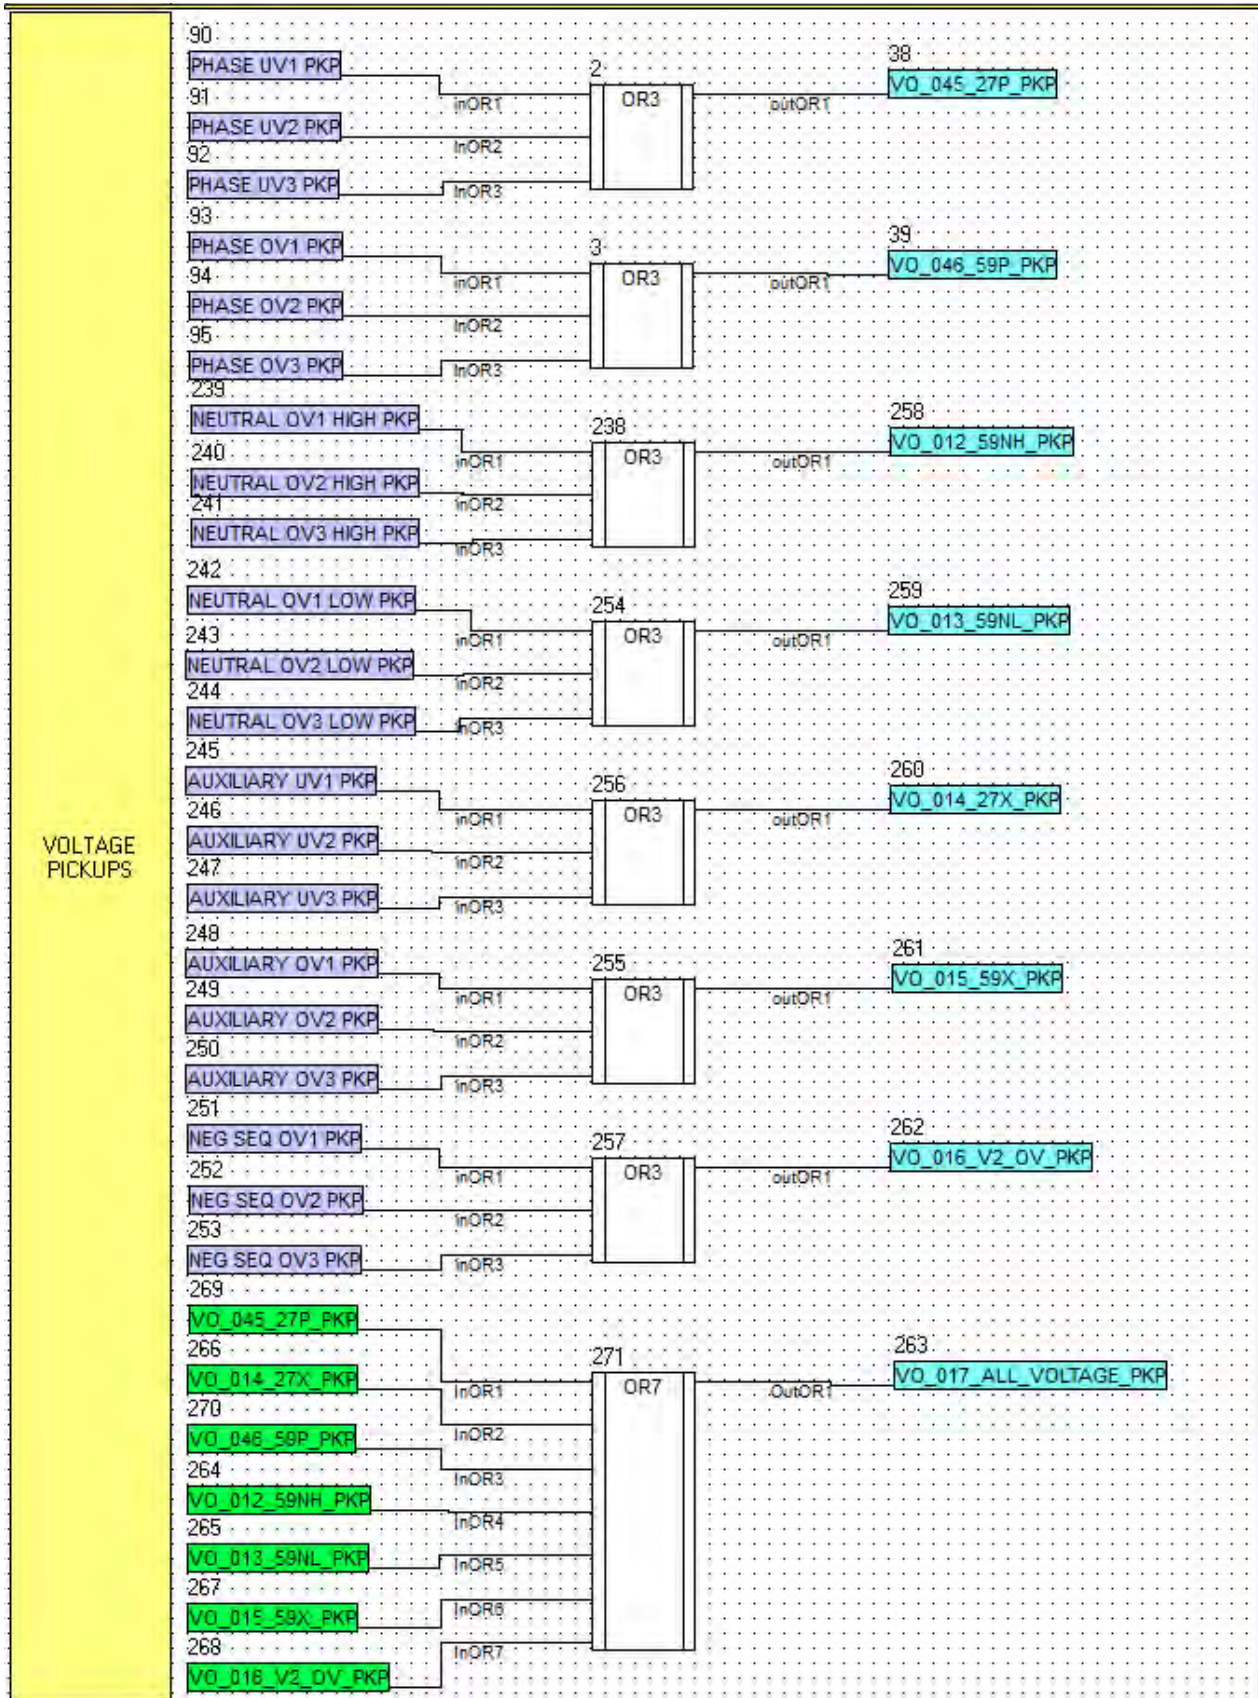 VOLTAGE
PICKUPS
90
PHASE UV1 PKP
91
PHASE UV2 PKP
92
PHASE UV3 PKP
inOR1
InOR2
InOR3
2
OR3
outOR1
38
VO_045_27P_PKP
93
PHASE OV1 PKP
94
PHASE OV2 PKP
95
PHASE OV3 PKP
inOR1
InOR2
InOR3
3
OR3
outOR1
39
VO_046_59P_PKP
239
NEUTRAL OV1 HIGH PKP
240
NEUTRAL OV2 HIGH PKP
241
NEUTRAL OV3 HIGH PKP
inOR1
inOR2
inOR3
238
OR3
outOR1
258
VO_012_59NH_PKP
242
NEUTRAL OV1 LOW PKP
243
NEUTRAL OV2 LOW PKP
244
NEUTRAL OV3 LOW PKP
inOR1
inOR2
inOR3
254
OR3
outOR1
259
VO_013_59NL_PKP
245
AUXILIARY UV1 PKP
246
AUXILIARY UV2 PKP
247
AUXILIARY UV3 PKP
inOR1
inOR2
inOR3
256
OR3
outOR1
260
VO_014_27X_PKP
248
AUXILIARY OV1 PKP
249
AUXILIARY OV2 PKP
250
AUXILIARY OV3 PKP
inOR1
inOR2
inOR3
255
OR3
outOR1
261
VO_015_59X_PKP
251
NEG SEQ OV1 PKP
252
NEG SEQ OV2 PKP
253
NEG SEQ OV3 PKP
inOR1
inOR2
inOR3
257
OR3
outOR1
262
VO_016_V2_OV_PKP
269
VO_045_27P_PKP
266
VO_014_27X_PKP
270
VO_046_59P_PKP
264
VO_012_59NH_PKP
265
VO_013_59NL_PKP
267
VO_015_59X_PKP
268
VO_016_V2_OV_PKP
InOR1
InOR2
InOR3
InOR4
InOR5
InOR6
InOR7
271
OR7
OutOR1
263
VO_017_ALL_VOLTAGE_PKP